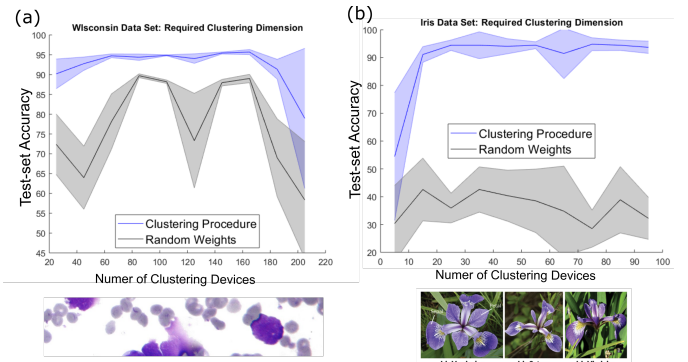 (a)
WIsconsin Data Set: Required Clustering Dimension
100
95
90
85
80
75
70
65
60
55
50
45
Test-set Accuracy
Clustering Procedure
Random Weights
20 40 60 80 100 120 140 160 180 200 220
Numer of Clustering Devices
(b)
Iris Data Set: Required Clustering Dimension
100
90
80
70
60
50
40
30
20
Test-set Accuracy
Clustering Procedure
Random Weights
0 10 20 30 40 50 60 70 80 90 100
Numer of Clustering Devices